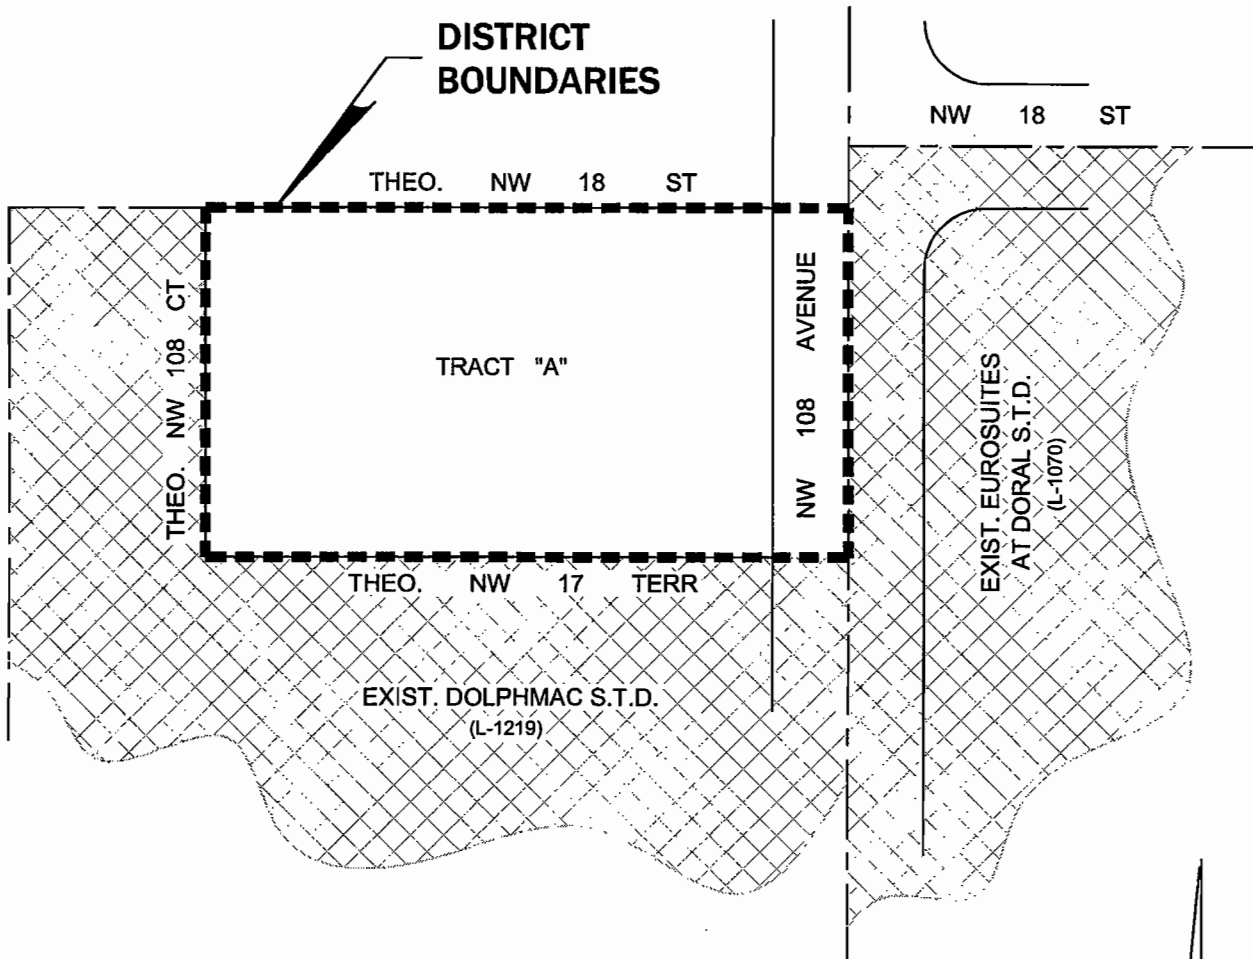 DISTRICT
BOUNDARIES
NW 18 ST
THEO. NW 18 ST
THEO. NW 108 CT
TRACT "A"
NW 108 AVENUE
EXIST. EUROSUITES
AT DORAL S.T.D.
(L-1070)
THEO. NW 17 TERR
EXIST. DOLPHMAC S.T.D.
(L-1219)